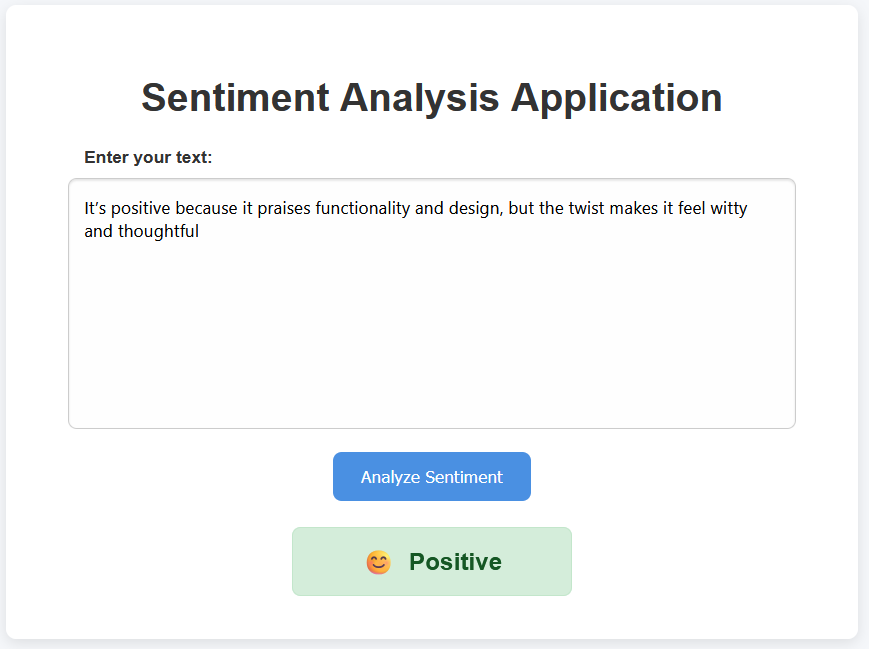 Sentiment Analysis Application
Enter your text:
It’s positive because it praises functionality and design, but the twist makes it feel witty
and thoughtful
Analyze Sentiment
😊 Positive